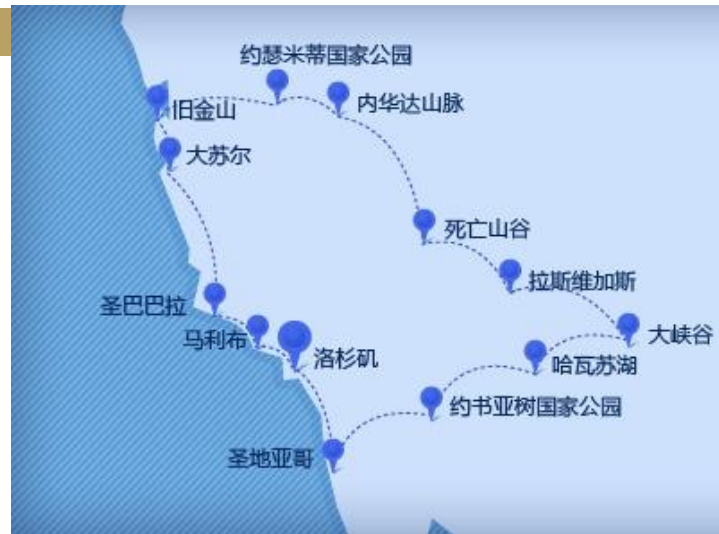 约瑟米蒂国家公园
旧金山
内华达山脉
大苏尔
死亡山谷
拉斯维加斯
圣巴巴拉
马利布
大峡谷
洛杉矶
哈瓦苏湖
约书亚树国家公园
圣地亚哥